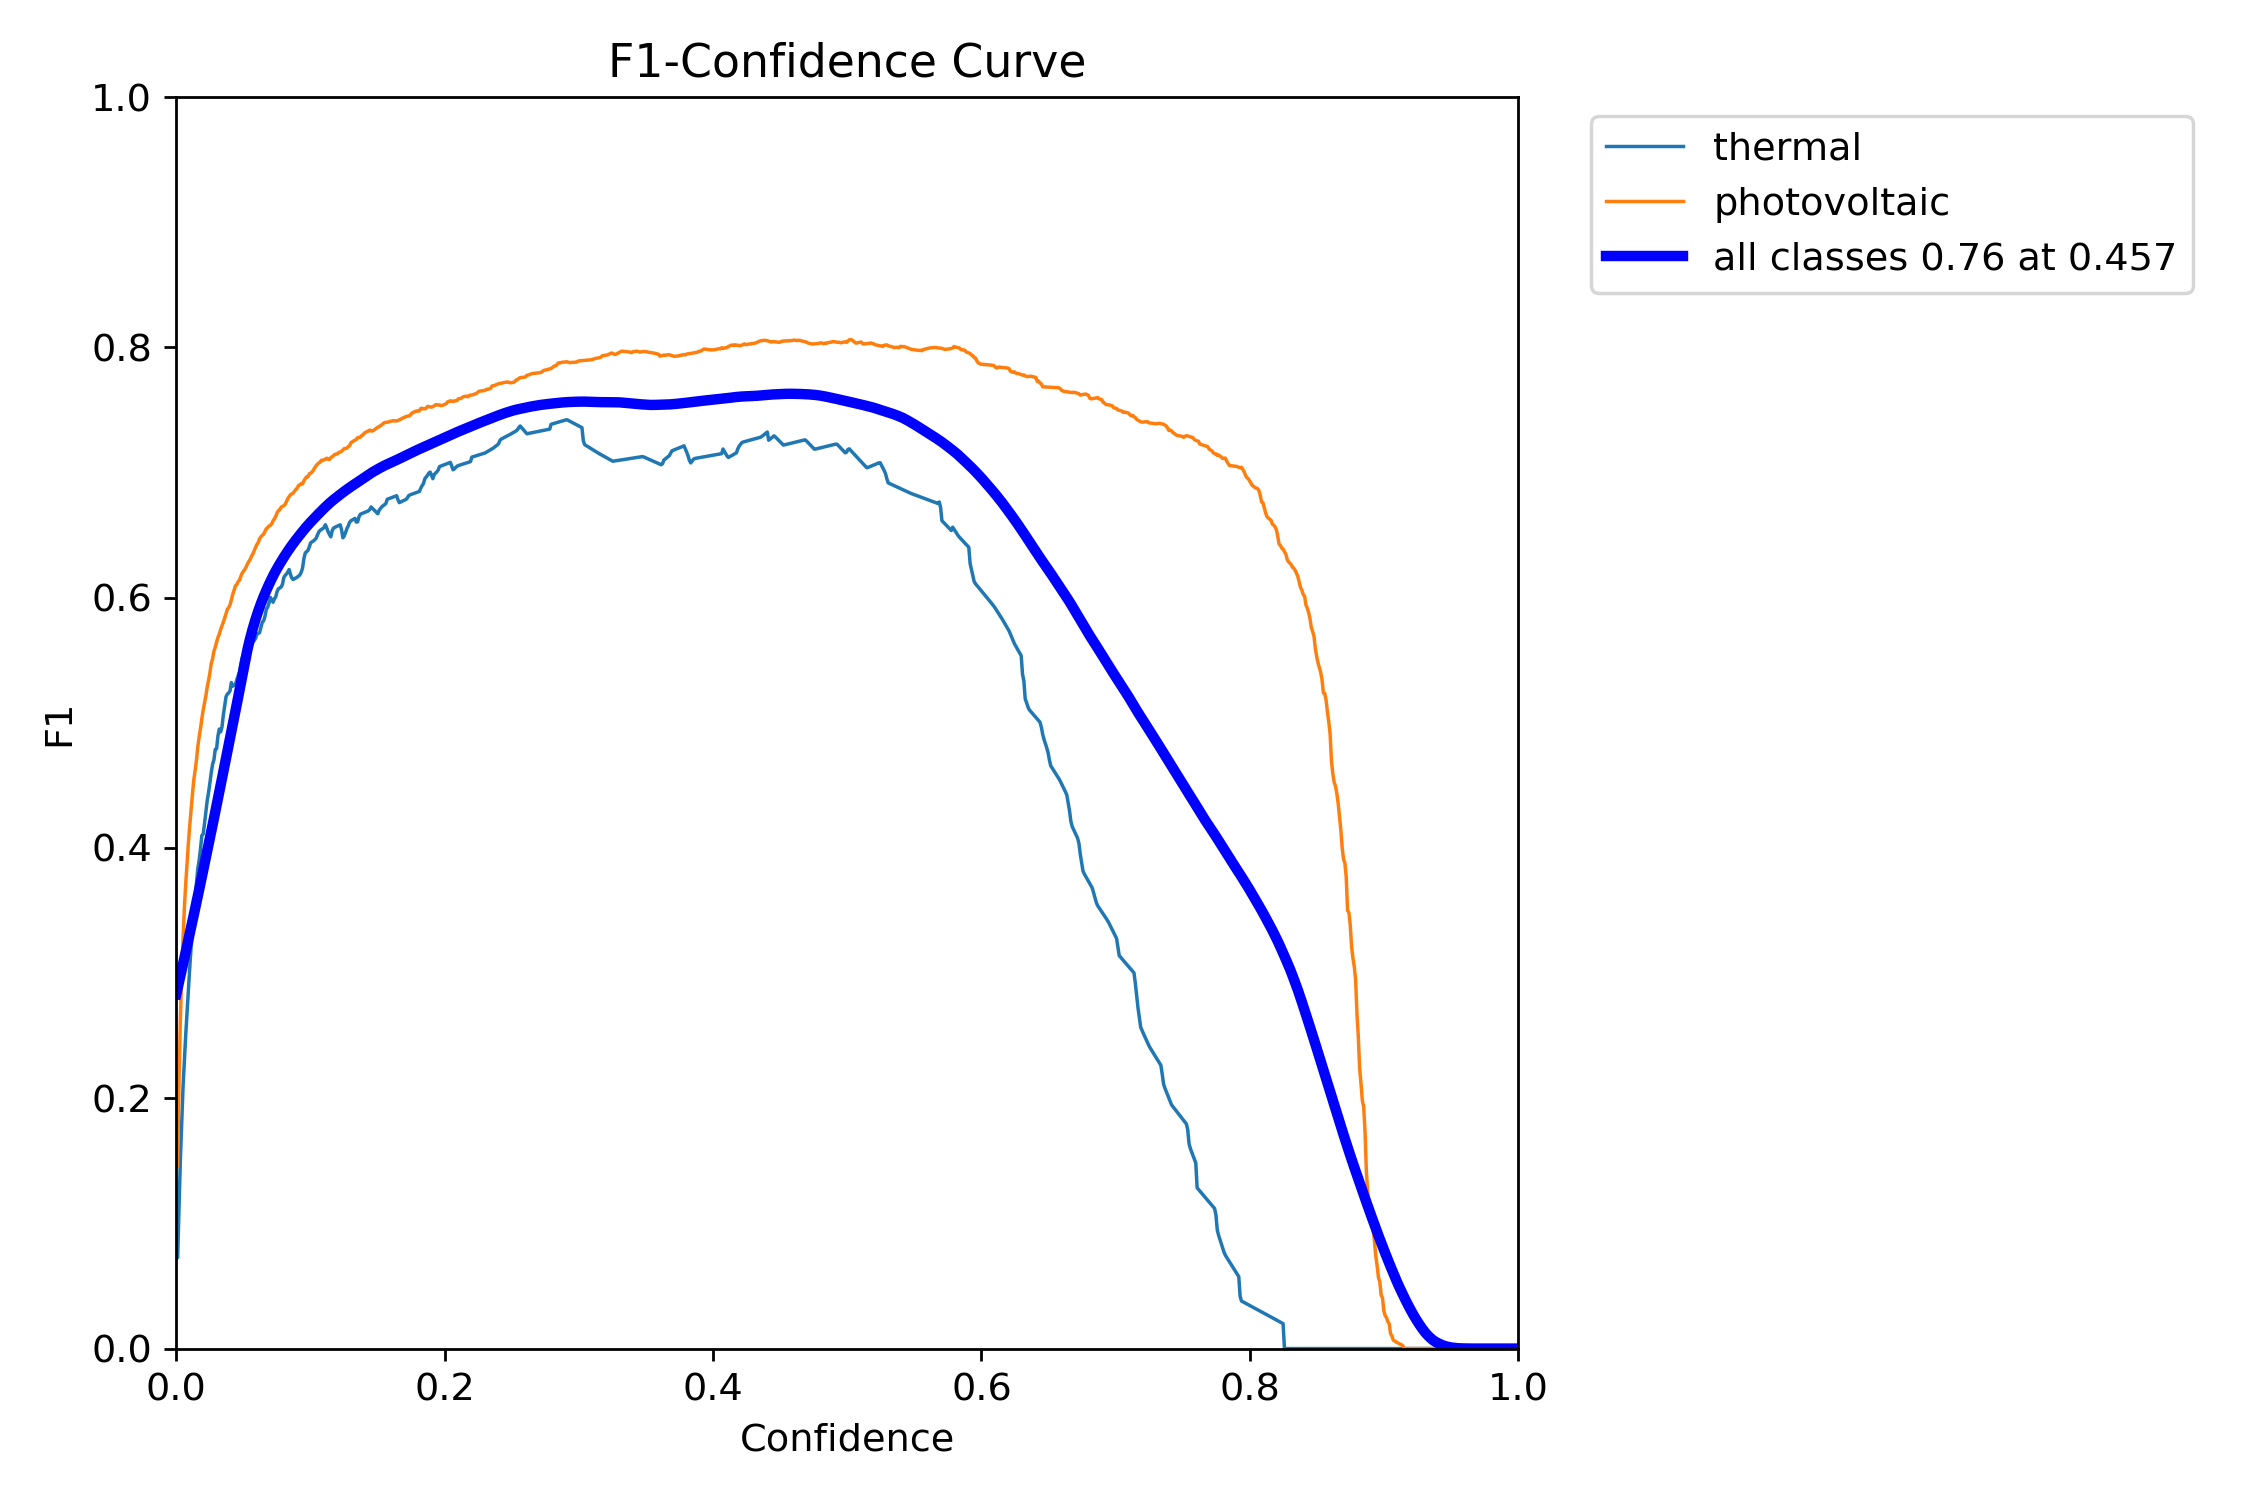 F1-Confidence Curve
1.0
0.8
0.6
0.4
0.2
0.0
F1
0.0 0.2 0.4 0.6 0.8 1.0
Confidence
thermal
photovoltaic
all classes 0.76 at 0.457